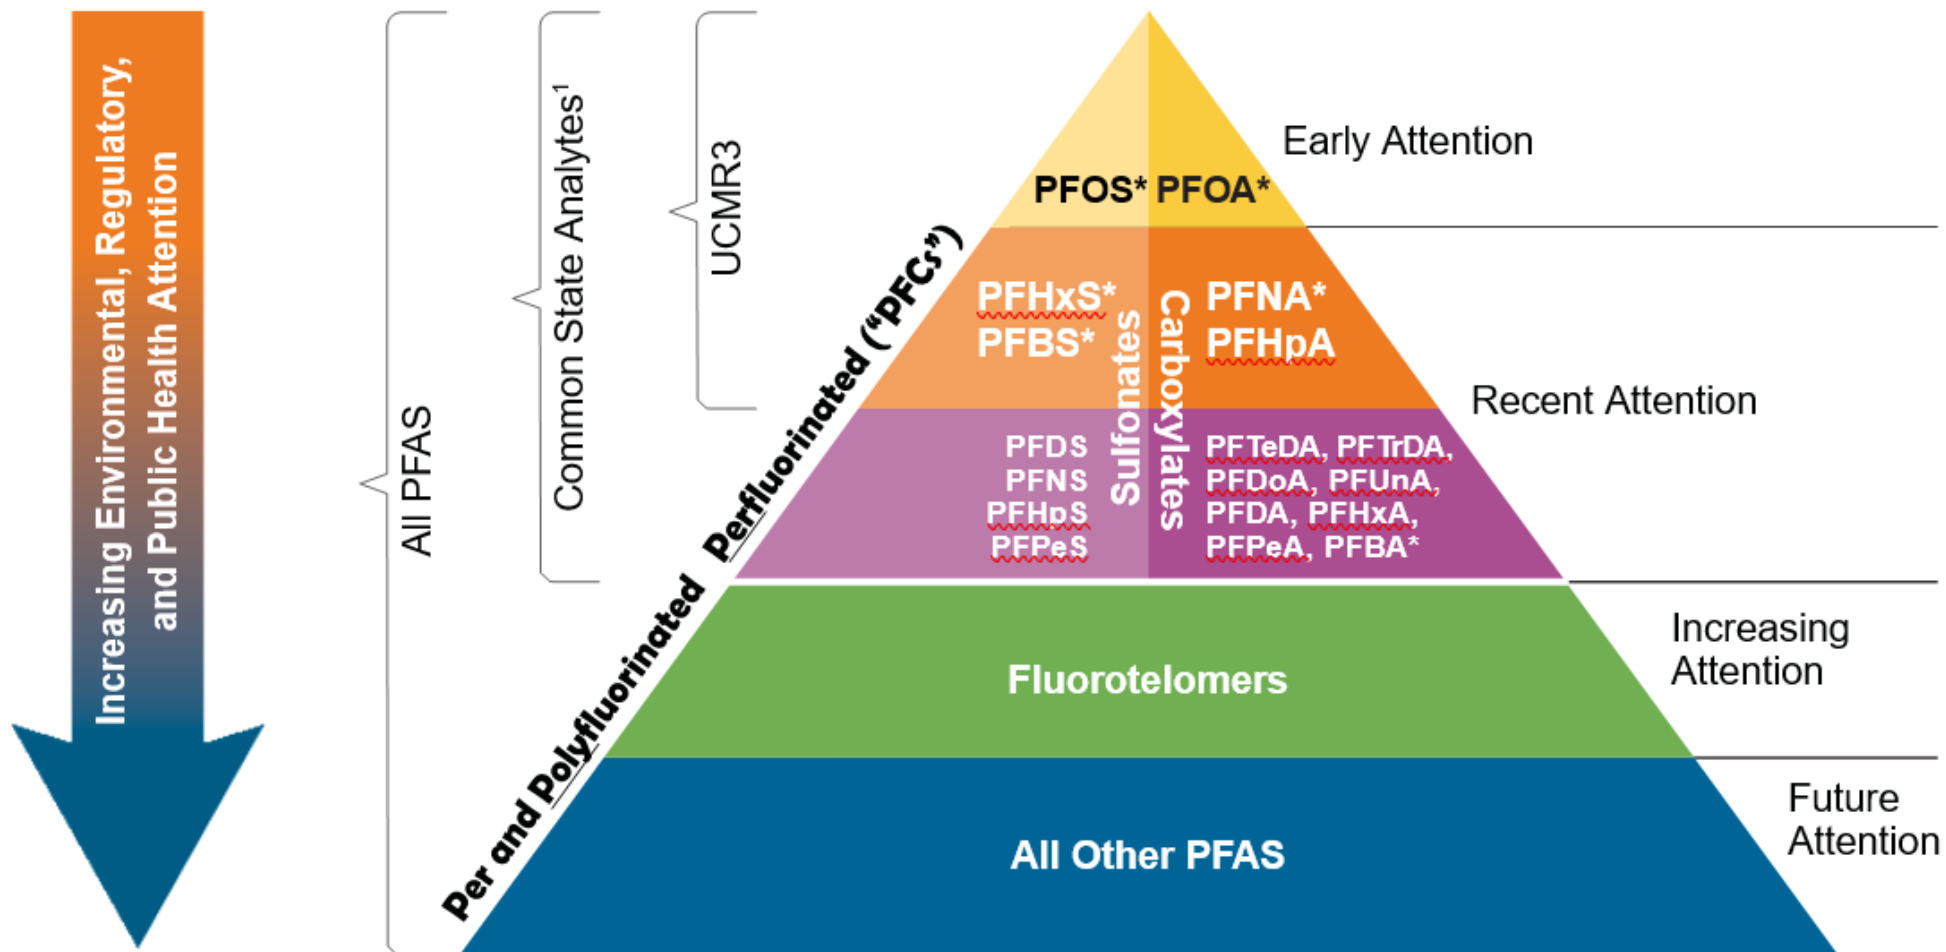 Increasing Environmental, Regulatory,
and Public Health Attention
All PFAS
Common State Analytes¹
UCMR3
Per and Polyfluorinated
Perfluorinated (“PFCs”)
PFOS* PFOA*
Early Attention
PFHxS*
PFBS*
Sulfonates
Carboxylates
PFNA*
PFHpA
Recent Attention
PFDS
PFNS
PFHpS
PFPeS
PFTeDA, PFTrDA,
PFDoA, PFUnA,
PFDA, PFHxA,
PFPeA, PFBA*
Fluorotelomers
Increasing
Attention
All Other PFAS
Future
Attention